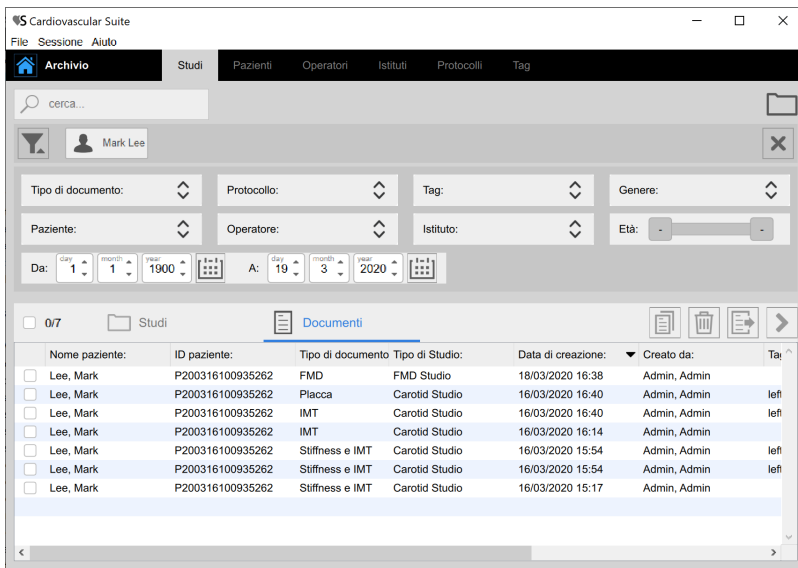 S Cardiovascular Suite
File Sessione Aiuto
Archivio Studi Pazienti Operatori Istituti Protocolli Tag
cerca...
Mark Lee
Tipo di documento: Protocollo: Tag: Genere:
Paziente: Operatore: Istituto: Età: - -
Da: day 1 month 1 year 1900 A: day 19 month 3 year 2020
0/7 Studi Documenti
Nome paziente: ID paziente: Tipo di documento Tipo di Studio: Data di creazione: Creato da: Tag
Lee, Mark P200316100935262 FMD FMD Studio 18/03/2020 16:38 Admin, Admin
Lee, Mark P200316100935262 Placca Carotid Studio 16/03/2020 16:40 Admin, Admin left
Lee, Mark P200316100935262 IMT Carotid Studio 16/03/2020 16:40 Admin, Admin left
Lee, Mark P200316100935262 IMT Carotid Studio 16/03/2020 16:14 Admin, Admin
Lee, Mark P200316100935262 Stiffness e IMT Carotid Studio 16/03/2020 15:54 Admin, Admin left
Lee, Mark P200316100935262 Stiffness e IMT Carotid Studio 16/03/2020 15:54 Admin, Admin left
Lee, Mark P200316100935262 Stiffness e IMT Carotid Studio 16/03/2020 15:17 Admin, Admin